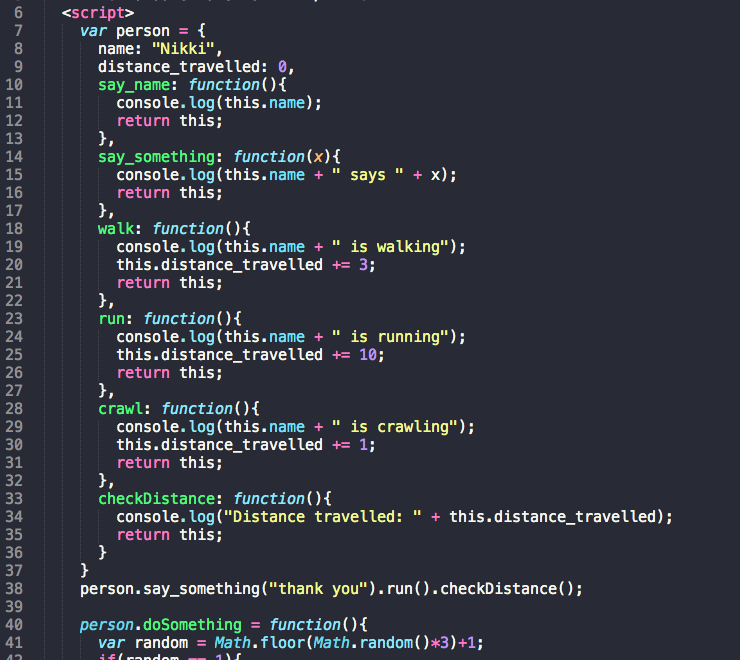 6 <script>
7 var person = {
8 name: "Nikki",
9 distance_travelled: 0,
10 say_name: function(){
11 console.log(this.name);
12 return this;
13 },
14 say_something: function(x){
15 console.log(this.name + " says " + x);
16 return this;
17 },
18 walk: function(){
19 console.log(this.name + " is walking");
20 this.distance_travelled += 3;
21 return this;
22 },
23 run: function(){
24 console.log(this.name + " is running");
25 this.distance_travelled += 10;
26 return this;
27 },
28 crawl: function(){
29 console.log(this.name + " is crawling");
30 this.distance_travelled += 1;
31 return this;
32 },
33 checkDistance: function(){
34 console.log("Distance travelled: " + this.distance_travelled);
35 return this;
36 }
37 }
38 person.say_something("thank you").run().checkDistance();
39
40 person.doSomething = function(){
41 var random = Math.floor(Math.random()*3)+1;
42 if(random == 1){